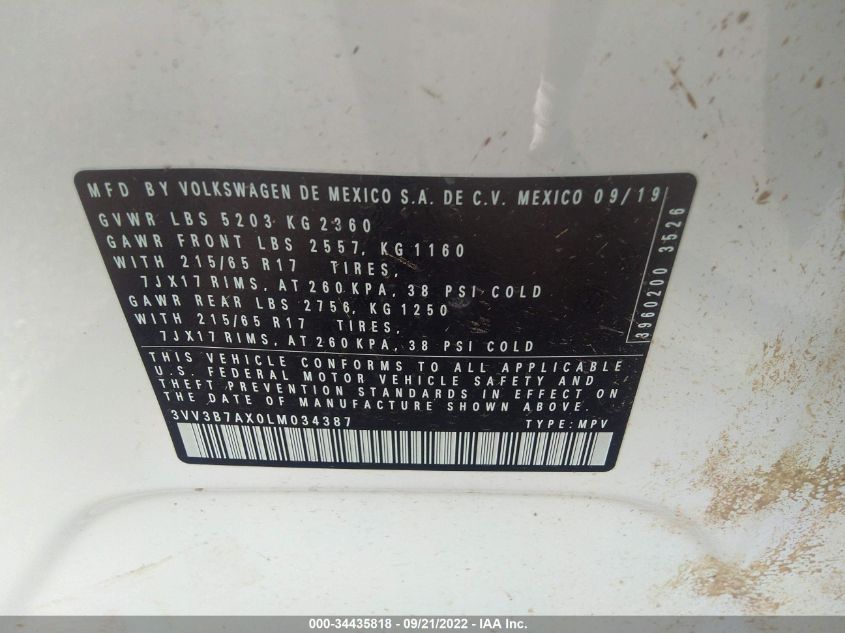 MFD BY VOLKSWAGEN DE MEXICO S.A. DE C.V. MEXICO 09/19
GVWR LBS 5203 KG 2360
GAWR FRONT LBS 2557, KG 1160
WITH 215/65 R17 TIRES,
7JX17 RIMS, AT 260 KPA, 38 PSI COLD
GAWR REAR LBS 2756, KG 1250
WITH 215/65 R17 TIRES,
7JX17 RIMS, AT 260 KPA, 38 PSI COLD
THIS VEHICLE CONFORMS TO ALL APPLICABLE
U.S. FEDERAL MOTOR VEHICLE SAFETY AND
THEFT PREVENTION STANDARDS IN EFFECT ON
THE DATE OF MANUFACTURE SHOWN ABOVE.
3VV3B7AX0LM034387 TYPE: MPV
3960200 3526
000-34435818 - 09/21/2022 - IAA Inc.